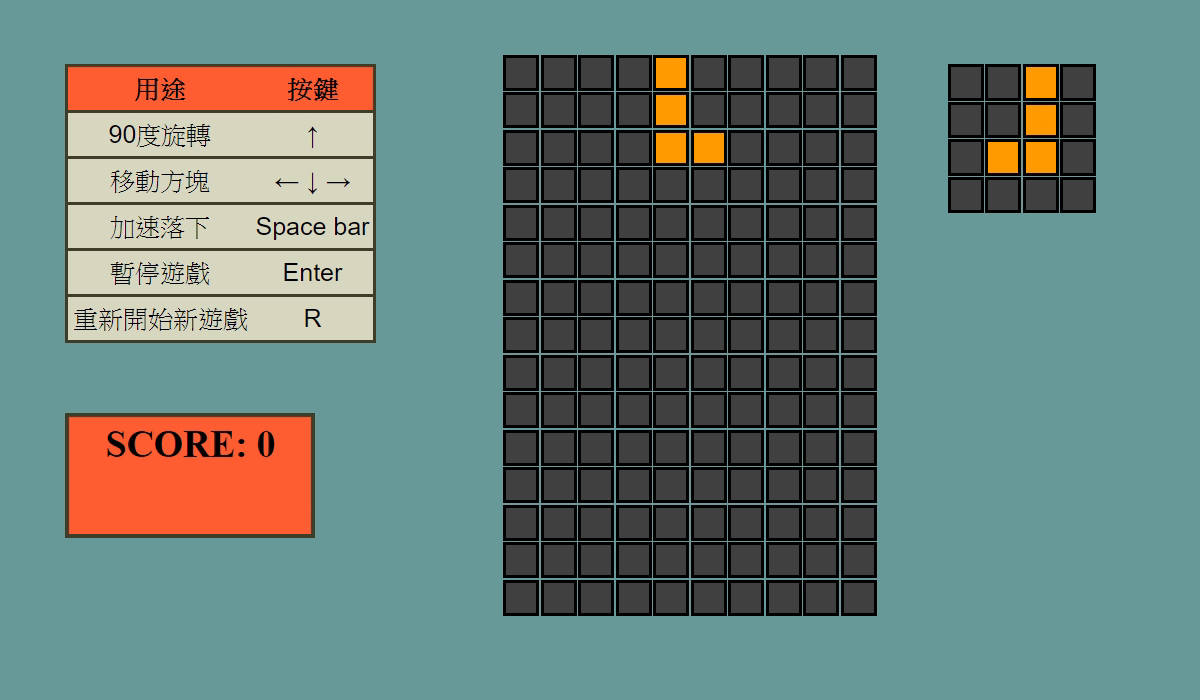 用途 按鍵
90度旋轉 ↑
移動方塊 ← ↓ →
加速落下 Space bar
暫停遊戲 Enter
重新開始新遊戲 R
SCORE: 0